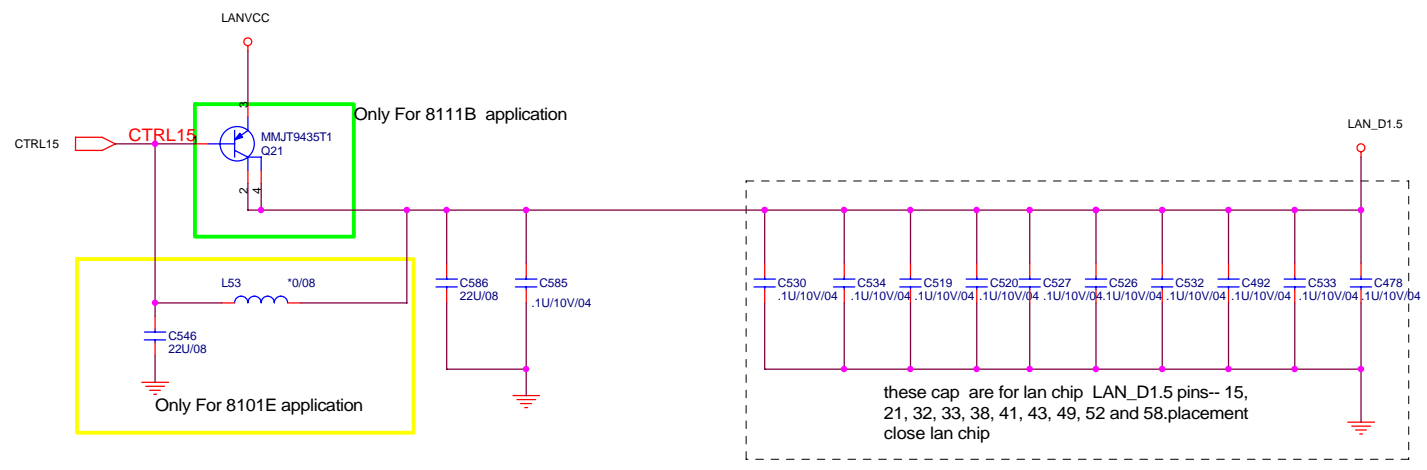 LANVCC
Only For 8111B application
3
CTRL15
CTRL15
MMJT9435T1
Q21
2
4
LAN_D1.5
L53
*0/08
C546
22U/08
Only For 8101E application
C586
22U/08
C585
.1U/10V/04
C530
.1U/10V/04
C534
.1U/10V/04
C519
.1U/10V/04
C520
.1U/10V/04
C527
.1U/10V/04
C526
.1U/10V/04
C532
.1U/10V/04
C492
.1U/10V/04
C533
.1U/10V/04
C478
.1U/10V/04
these cap are for lan chip LAN_D1.5 pins-- 15,
21, 32, 33, 38, 41, 43, 49, 52 and 58.placement
close lan chip